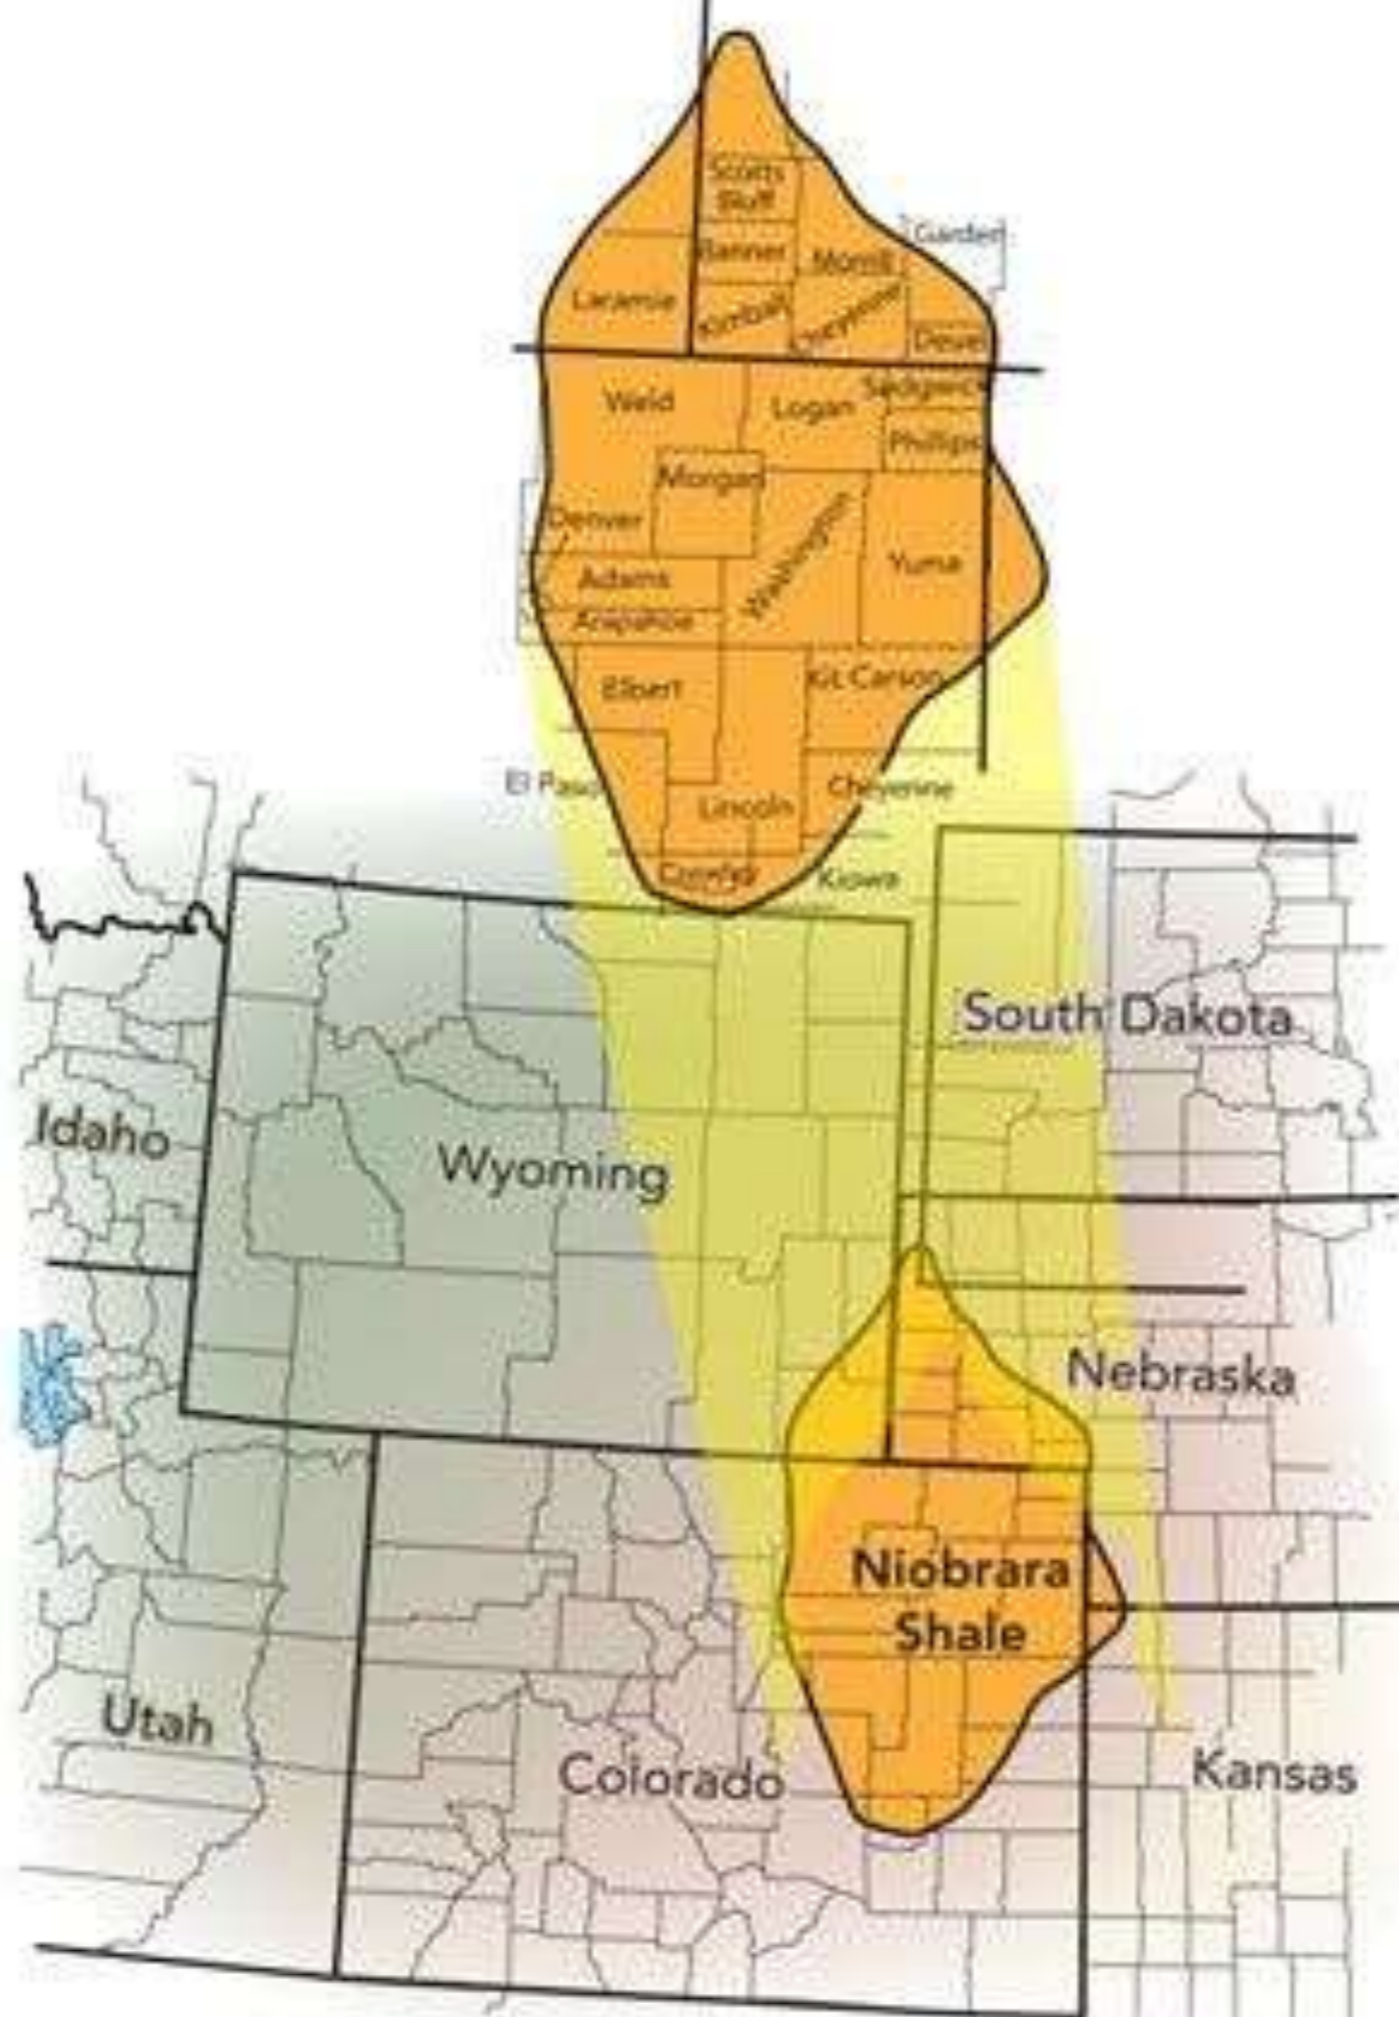 Scotts
Bluff
Garden
Banner
Morrill
Laramie
Kimball
Cheyenne
Deuel
Weld
Logan
Sedgwick
Phillips
Morgan
Denver
Washington
Yuma
Adams
Arapahoe
Elbert
Kit Carson
El Paso
Cheyenne
Lincoln
Crowley
Kiowa
South Dakota
Idaho
Wyoming
Nebraska
Niobrara
Shale
Utah
Colorado
Kansas